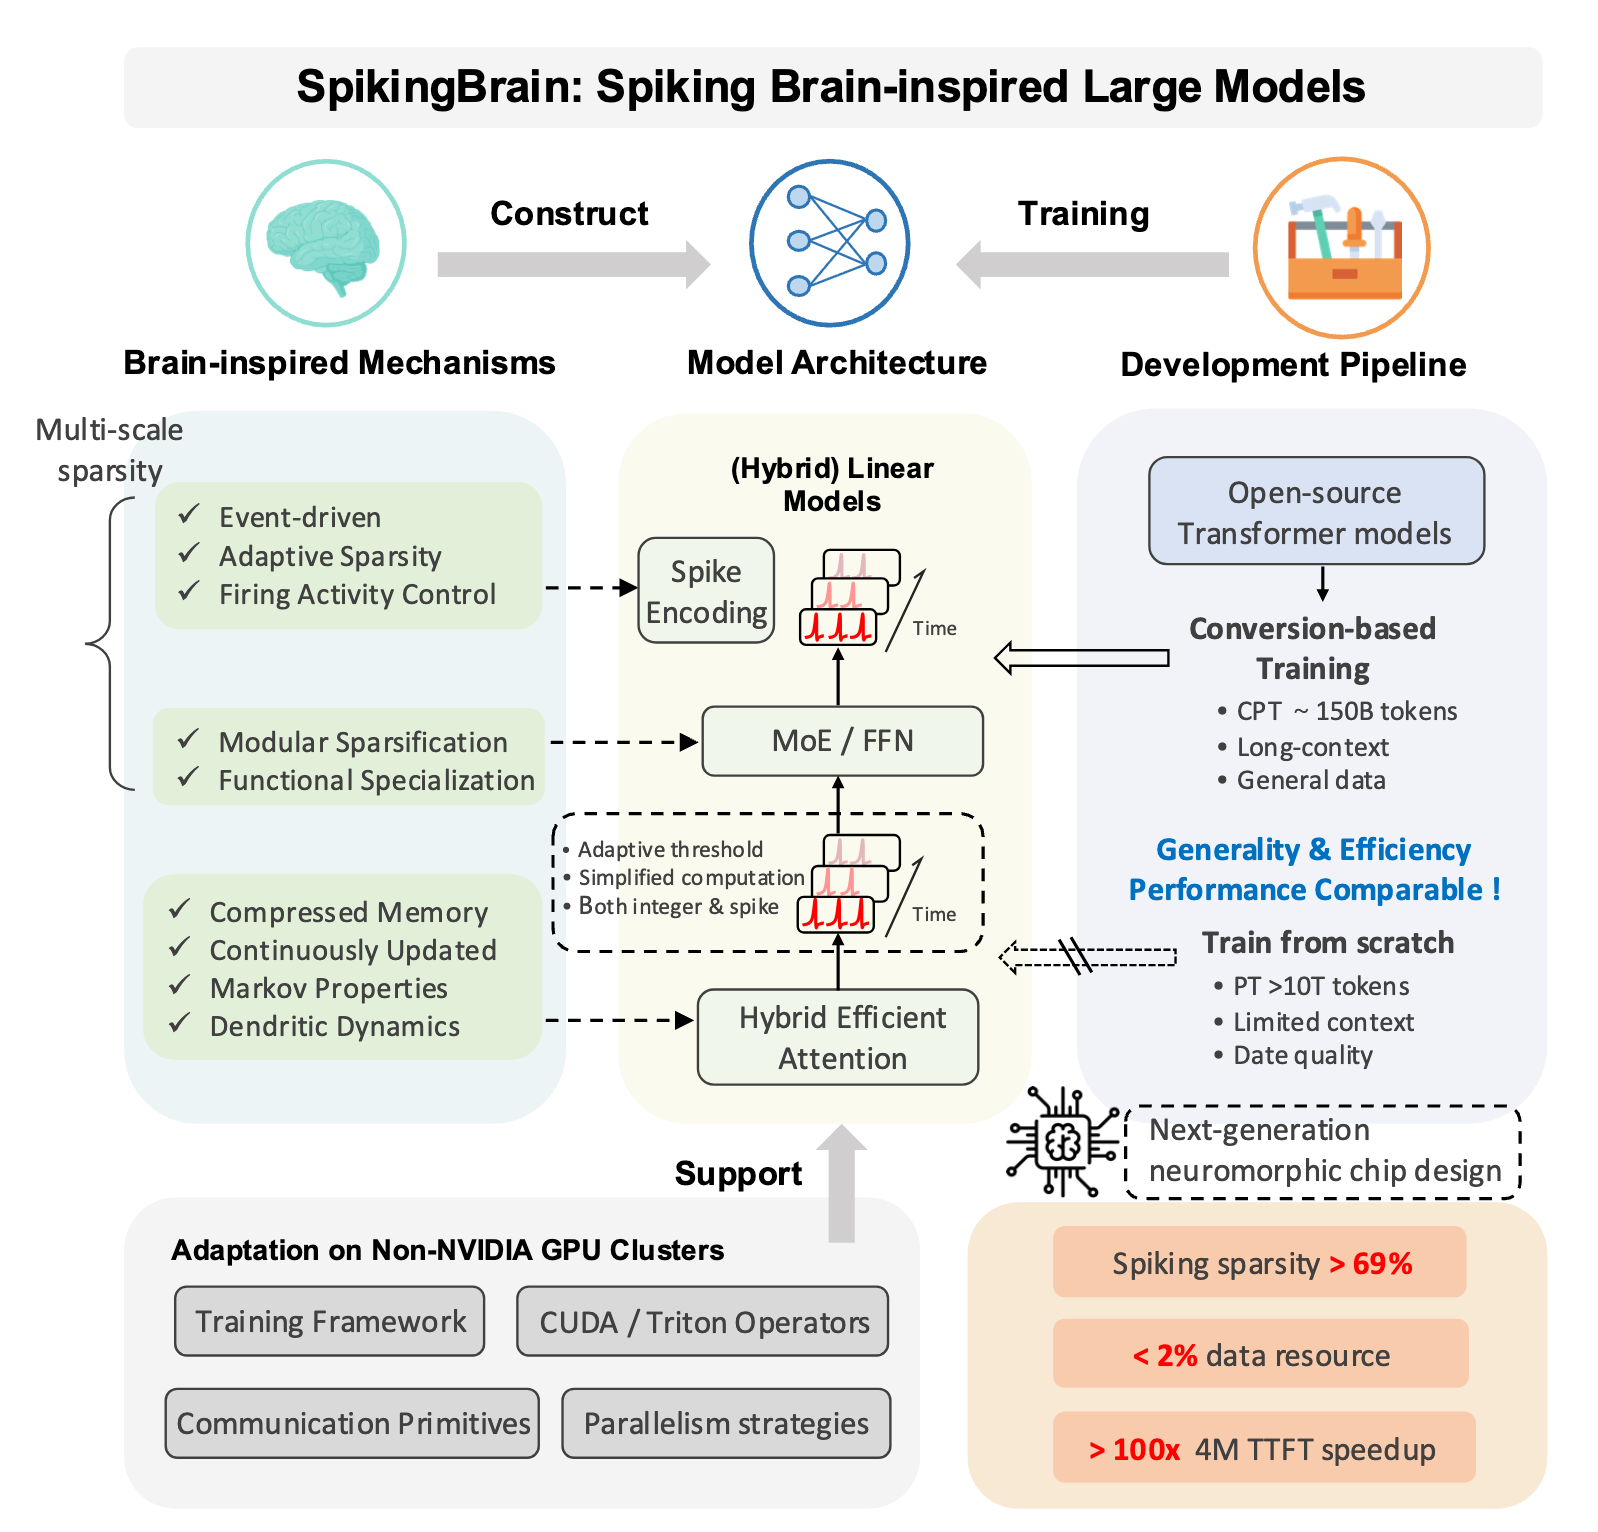 SpikingBrain: Spiking Brain-inspired Large Models
Construct
Training
Brain-inspired Mechanisms
Model Architecture
Development Pipeline
Multi-scale
sparsity
✓ Event-driven
✓ Adaptive Sparsity
✓ Firing Activity Control
✓ Modular Sparsification
✓ Functional Specialization
✓ Compressed Memory
✓ Continuously Updated
✓ Markov Properties
✓ Dendritic Dynamics
(Hybrid) Linear
Models
Spike
Encoding
Time
MoE / FFN
• Adaptive threshold
• Simplified computation
• Both integer & spike
Time
Hybrid Efficient
Attention
Open-source
Transformer models
Conversion-based
Training
• CPT ~ 150B tokens
• Long-context
• General data
Generality & Efficiency
Performance Comparable !
Train from scratch
• PT >10T tokens
• Limited context
• Date quality
Next-generation
neuromorphic chip design
Support
Adaptation on Non-NVIDIA GPU Clusters
Training Framework
CUDA / Triton Operators
Communication Primitives
Parallelism strategies
Spiking sparsity > 69%
< 2% data resource
> 100x 4M TTFT speedup